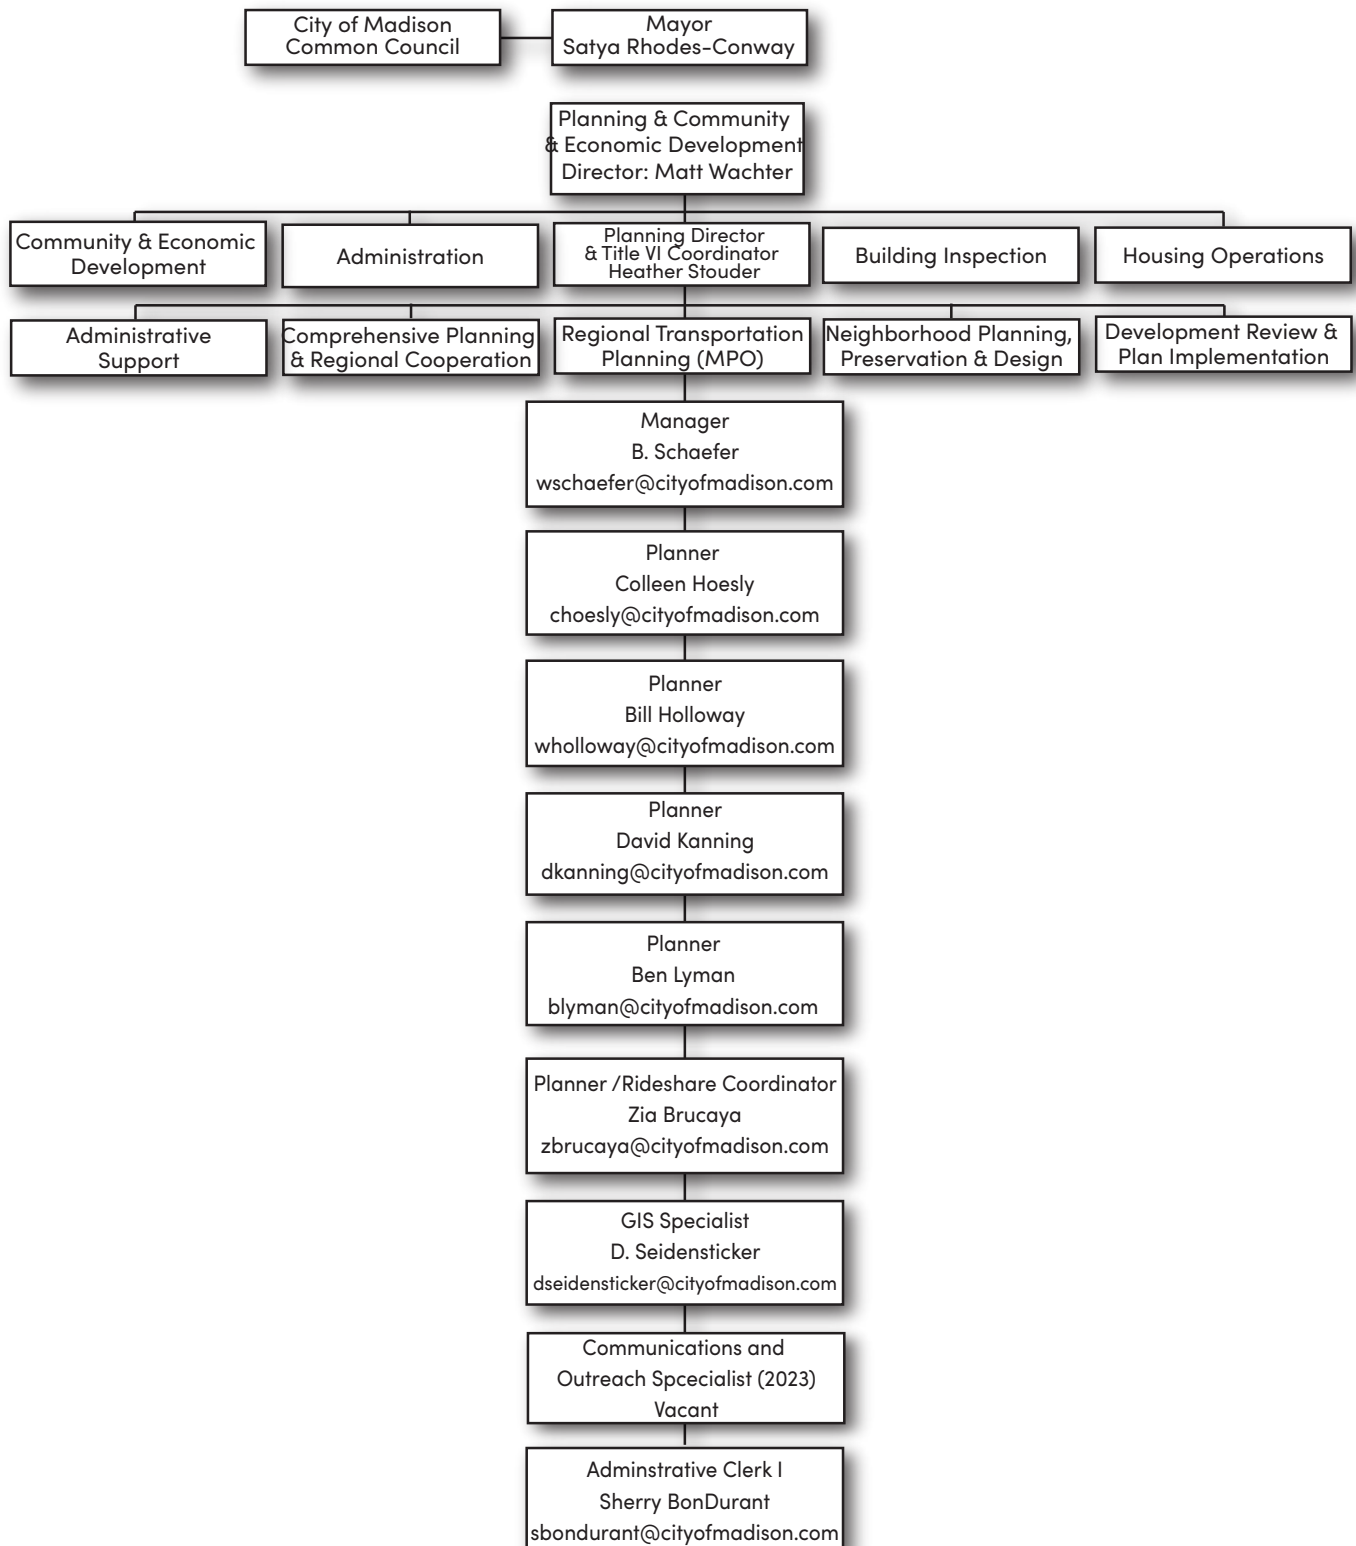 City of Madison
Common Council
Mayor
Satya Rhodes-Conway
Planning & Community
& Economic Development
Director: Matt Wachter
Community & Economic
Development
Administration
Planning Director
& Title VI Coordinator
Heather Stouder
Building Inspection
Housing Operations
Administrative
Support
Comprehensive Planning
& Regional Cooperation
Regional Transportation
Planning (MPO)
Neighborhood Planning,
Preservation & Design
Development Review &
Plan Implementation
Manager
B. Schaefer
wschaefer@cityofmadison.com
Planner
Colleen Hoesly
choesly@cityofmadison.com
Planner
Bill Holloway
wholloway@cityofmadison.com
Planner
David Kanning
dkanning@cityofmadison.com
Planner
Ben Lyman
blyman@cityofmadison.com
Planner /Rideshare Coordinator
Zia Brucaya
zbrucaya@cityofmadison.com
GIS Specialist
D. Seidensticker
dseidensticker@cityofmadison.com
Communications and
Outreach Spcecialist (2023)
Vacant
Adminstrative Clerk I
Sherry BonDurant
sbondurant@cityofmadison.com